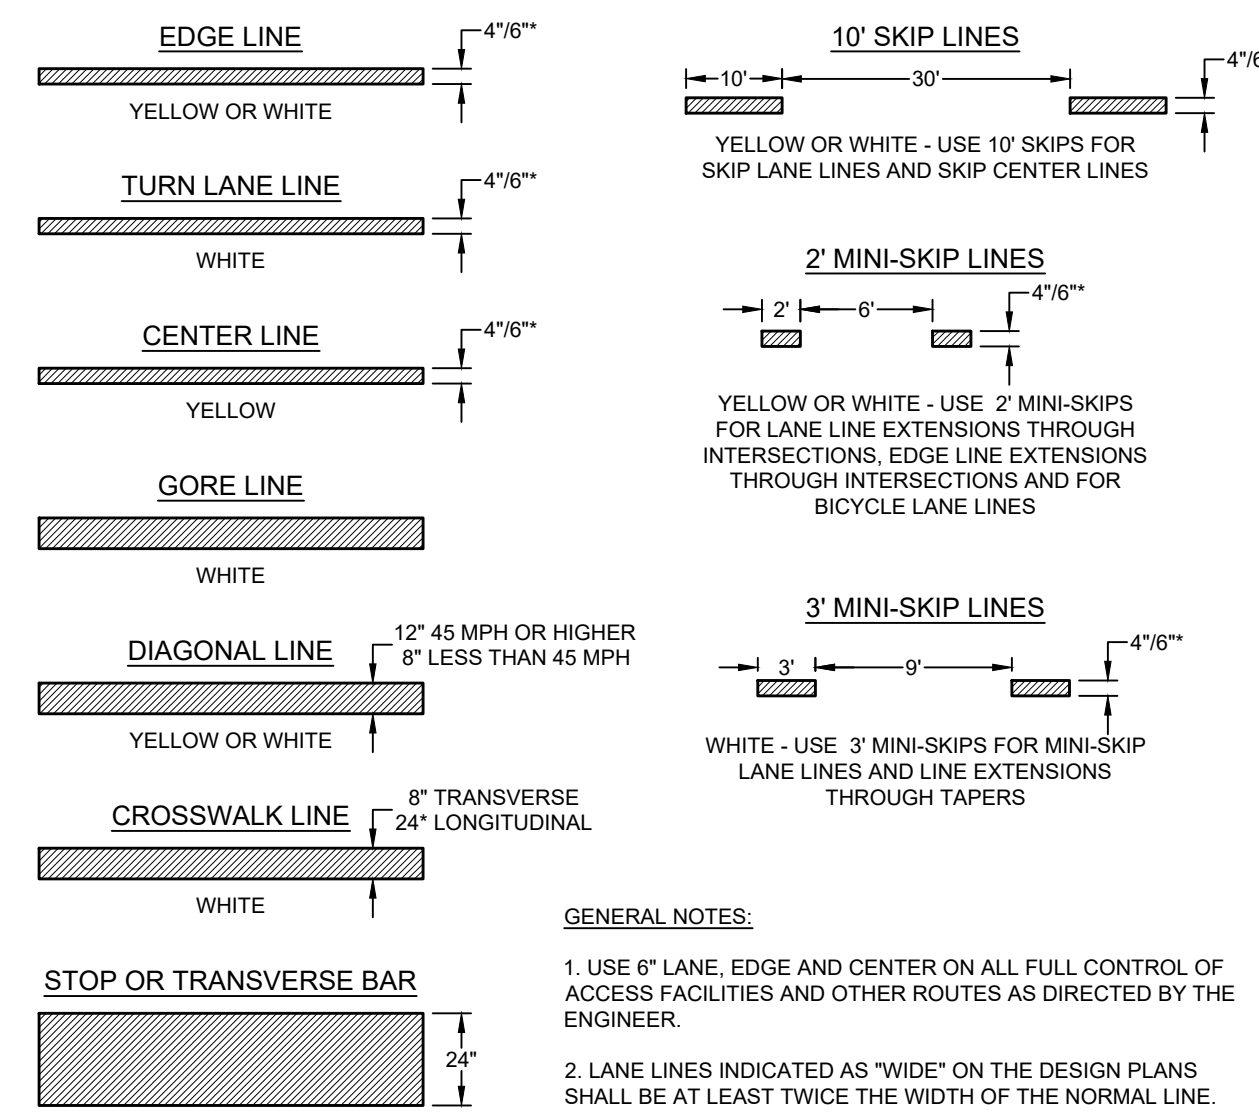 EDGE LINE
4"/6"*
YELLOW OR WHITE
TURN LANE LINE
4"/6"*
WHITE
CENTER LINE
4"/6"*
YELLOW
GORE LINE
WHITE
DIAGONAL LINE
12" 45 MPH OR HIGHER
8" LESS THAN 45 MPH
YELLOW OR WHITE
CROSSWALK LINE
8" TRANSVERSE
24* LONGITUDINAL
WHITE
STOP OR TRANSVERSE BAR
24"
10' SKIP LINES
10'
30'
4"/6
YELLOW OR WHITE - USE 10' SKIPS FOR
SKIP LANE LINES AND SKIP CENTER LINES
2' MINI-SKIP LINES
2'
6'
4"/6"*
YELLOW OR WHITE - USE 2' MINI-SKIPS
FOR LANE LINE EXTENSIONS THROUGH
INTERSECTIONS, EDGE LINE EXTENSIONS
THROUGH INTERSECTIONS AND FOR
BICYCLE LANE LINES
3' MINI-SKIP LINES
3'
9'
4"/6"*
WHITE - USE 3' MINI-SKIPS FOR MINI-SKIP
LANE LINES AND LINE EXTENSIONS
THROUGH TAPERS
GENERAL NOTES:
1. USE 6" LANE, EDGE AND CENTER ON ALL FULL CONTROL OF
ACCESS FACILITIES AND OTHER ROUTES AS DIRECTED BY THE
ENGINEER.
2. LANE LINES INDICATED AS "WIDE" ON THE DESIGN PLANS
SHALL BE AT LEAST TWICE THE WIDTH OF THE NORMAL LINE.